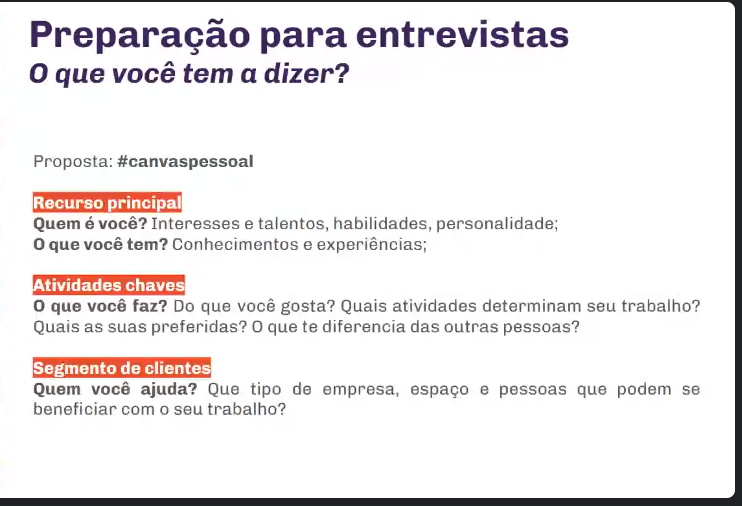 Preparação para entrevistas
O que você tem a dizer?
Proposta: #canvaspessoal
Recurso principal
Quem é você? Interesses e talentos, habilidades, personalidade;
O que você tem? Conhecimentos e experiências;
Atividades chaves
O que você faz? Do que você gosta? Quais atividades determinam seu trabalho?
Quais as suas preferidas? O que te diferencia das outras pessoas?
Segmento de clientes
Quem você ajuda? Que tipo de empresa, espaço e pessoas que podem se
beneficiar com o seu trabalho?